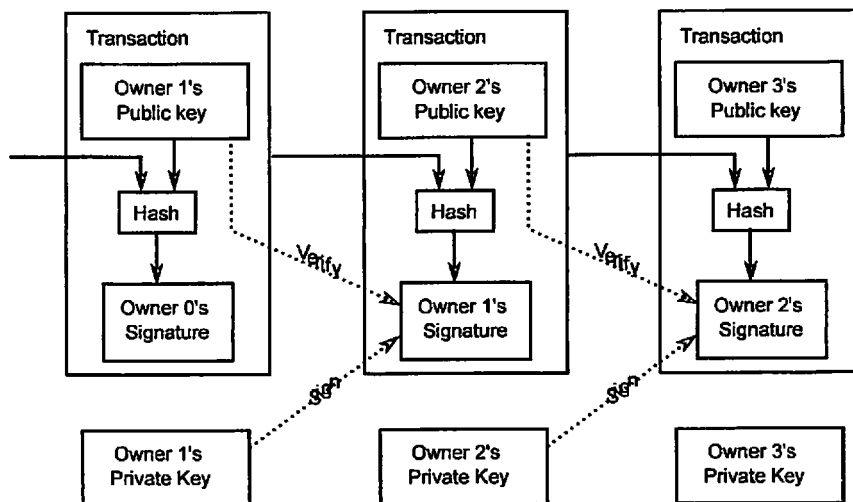 Transaction
Owner 1's
Public key
Hash
Verify
Owner 0's
Signature
Transaction
Owner 2's
Public key
Hash
Verify
Owner 1's
Signature
Transaction
Owner 3's
Public key
Hash
Owner 2's
Signature
Sign
Sign
Owner 1's
Private Key
Owner 2's
Private Key
Owner 3's
Private Key